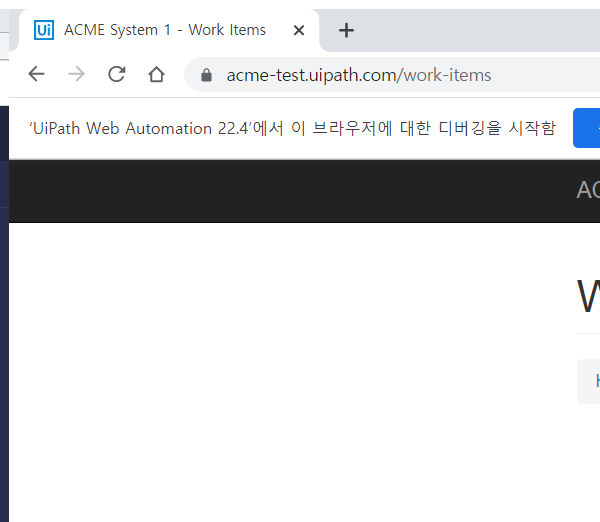 Ui ACME System 1 - Work Items
acme-test.uipath.com/work-items
'UiPath Web Automation 22.4'에서 이 브라우저에 대한 디버깅을 시작함
AC
W
H